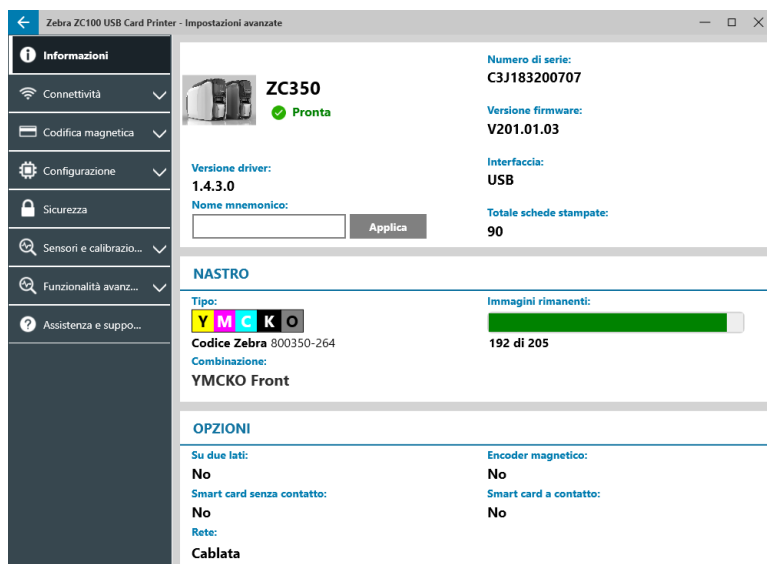 Zebra ZC100 USB Card Printer - Impostazioni avanzate
Informazioni
Connettività
Codifica magnetica
Configurazione
Sicurezza
Sensori e calibrazio...
Funzionalità avanz...
Assistenza e suppo...
ZC350
Pronta
Numero di serie:
C3J183200707
Versione firmware:
V201.01.03
Interfaccia:
USB
Totale schede stampate:
90
Versione driver:
1.4.3.0
Nome mnemonico:
Applica
NASTRO
Tipo:
Y M C K O
Codice Zebra 800350-264
Combinazione:
YMCKO Front
Immagini rimanenti:
192 di 205
OPZIONI
Su due lati:
No
Encoder magnetico:
No
Smart card senza contatto:
No
Smart card a contatto:
No
Rete:
Cablata